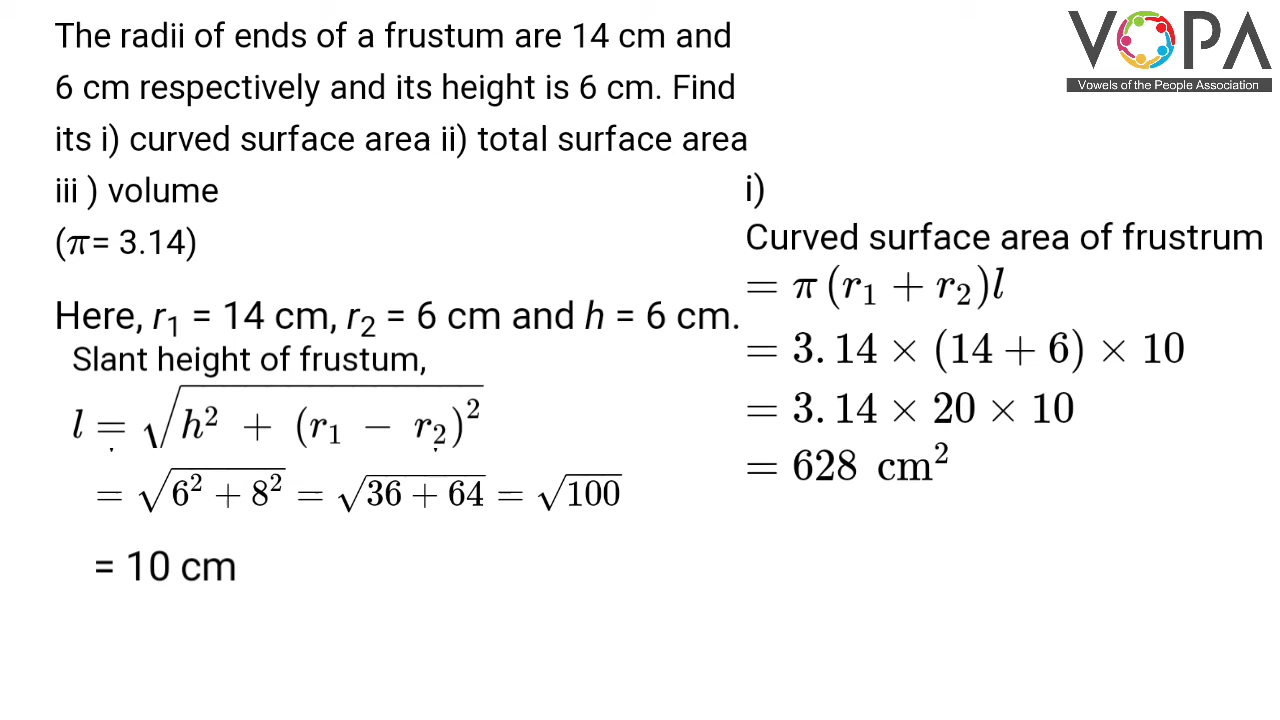 The radii of ends of a frustum are 14 cm and
6 cm respectively and its height is 6 cm. Find
its i) curved surface area ii) total surface area
iii ) volume
(π= 3.14)
Here, r₁ = 14 cm, r₂ = 6 cm and h = 6 cm.
Slant height of frustum,
l = √(h² + (r₁ − r₂)²)
= √(6² + 8²) = √(36 + 64) = √100
= 10 cm
VOPA
Vowels of the People Association
i)
Curved surface area of frustrum
= π (r₁ + r₂)l
= 3.14 × (14 + 6) × 10
= 3.14 × 20 × 10
= 628 cm²